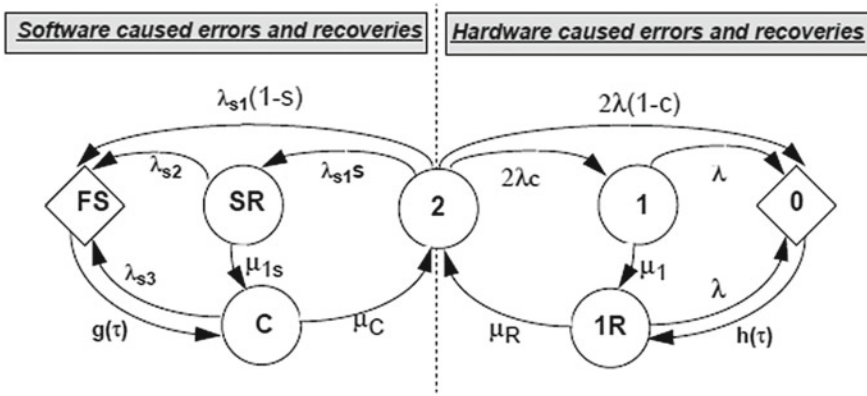 Software caused errors and recoveries
Hardware caused errors and recoveries
λs1(1-s)
2λ(1-c)
λs2
λs1s
2λc
λ
FS
SR
2
1
0
λs3
μ1s
μ1
λ
g(τ)
C
μC
μR
1R
h(τ)